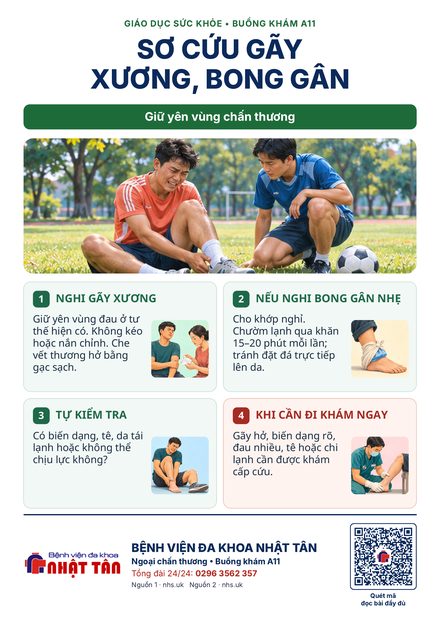 GIÁO DỤC SỨC KHỎE • BUỒNG KHÁM A11
SƠ CỨU GÃY
XƯƠNG, BONG GÂN
Giữ yên vùng chấn thương
1 NGHI GÃY XƯƠNG
Giữ yên vùng đau ở tư
thế hiện có. Không kéo
hoặc nắn chỉnh. Che
vết thương hở bằng
gạc sạch.
2 NẾU NGHI BONG GÂN NHẸ
Cho khớp nghỉ.
Chườm lạnh qua khăn
15–20 phút mỗi lần;
tránh đặt đá trực tiếp
lên da.
3 TỰ KIỂM TRA
Có biến dạng, tê, da tái
lạnh hoặc không thể
chịu lực không?
4 KHI CẦN ĐI KHÁM NGAY
Gãy hở, biến dạng rõ,
đau nhiều, tê hoặc chi
lạnh cần được khám
cấp cứu.
Bệnh viện đa khoa
NHẬT TÂN
BỆNH VIỆN ĐA KHOA NHẬT TÂN
Ngoại chấn thương • Buồng khám A11
Tổng đài 24/24: 0296 3562 357
Nguồn 1 · nhs.uk Nguồn 2 · nhs.uk
Quét mã
đọc bài đầy đủ